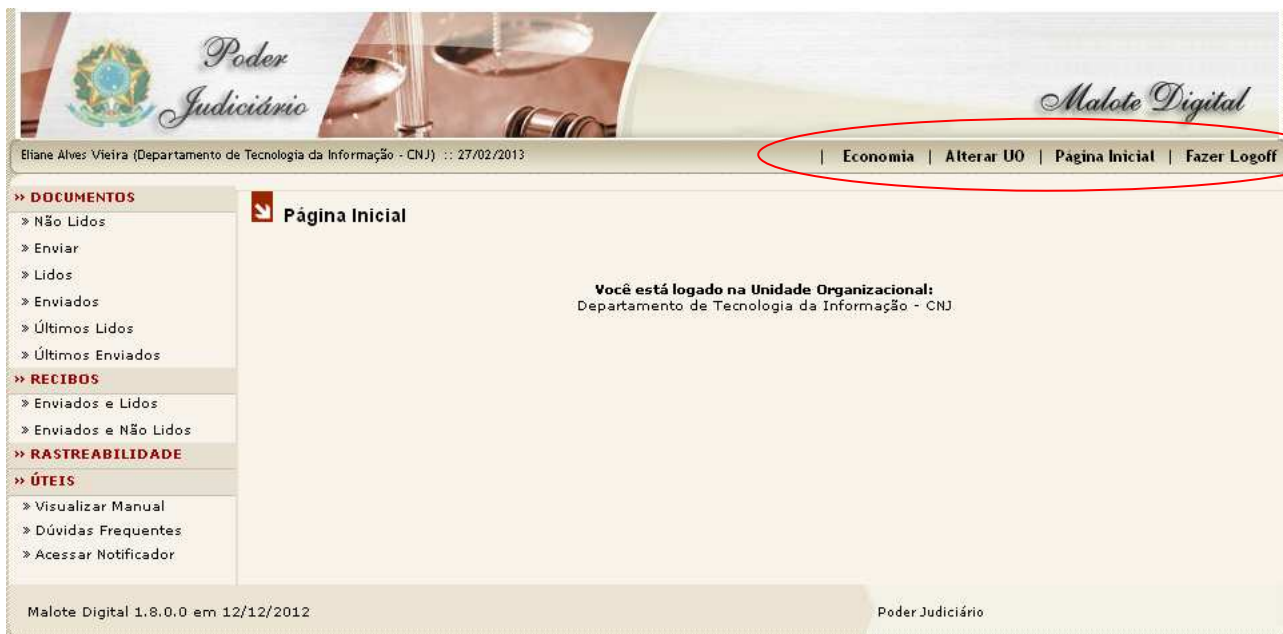 Poder
Judiciário
Malote Digital
Eliane Alves Vieira (Departamento de Tecnologia da Informação - CNJ) :: 27/02/2013
| Economia | Alterar UO | Página Inicial | Fazer Logoff
» DOCUMENTOS
» Não Lidos
» Enviar
» Lidos
» Enviados
» Últimos Lidos
» Últimos Enviados
» RECIBOS
» Enviados e Lidos
» Enviados e Não Lidos
» RASTREABILIDADE
» ÚTEIS
» Visualizar Manual
» Dúvidas Frequentes
» Acessar Notificador
Página Inicial
Você está logado na Unidade Organizacional:
Departamento de Tecnologia da Informação - CNJ
Malote Digital 1.8.0.0 em 12/12/2012
Poder Judiciário